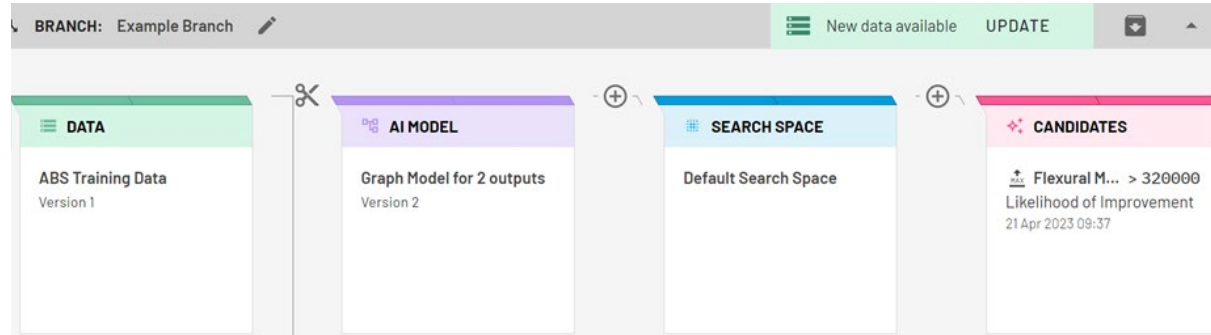 BRANCH: Example Branch
New data available UPDATE
DATA
AI MODEL
SEARCH SPACE
CANDIDATES
ABS Training Data
Version 1
Graph Model for 2 outputs
Version 2
Default Search Space
MAX Flexural M... > 320000
Likelihood of Improvement
21 Apr 2023 09:37